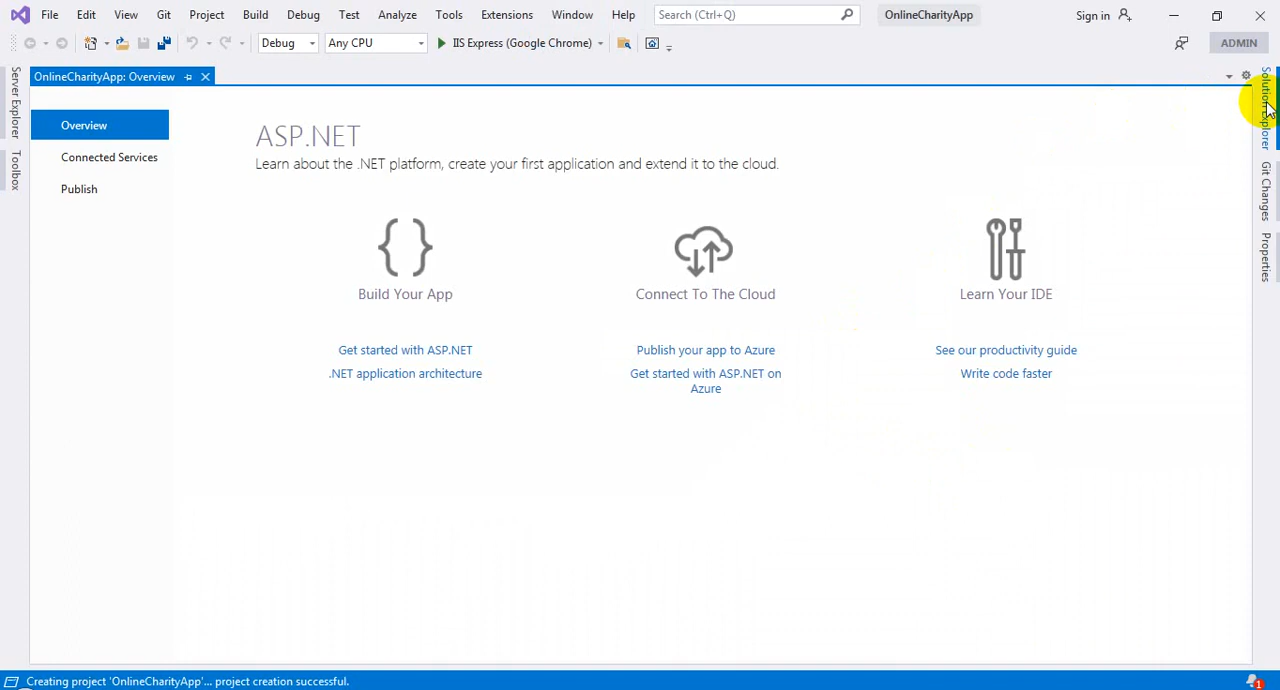 File Edit View Git Project Build Debug Test Analyze Tools Extensions Window Help Search (Ctrl+Q) OnlineCharityApp Sign in
Debug Any CPU IIS Express (Google Chrome) ADMIN
OnlineCharityApp: Overview
Server Explorer
Toolbox
Overview
Connected Services
Publish
ASP.NET
Learn about the .NET platform, create your first application and extend it to the cloud.
Build Your App
Get started with ASP.NET
.NET application architecture
Connect To The Cloud
Publish your app to Azure
Get started with ASP.NET on
Azure
Learn Your IDE
See our productivity guide
Write code faster
Solution Explorer
Git Changes
Properties
Creating project 'OnlineCharityApp'... project creation successful.
1